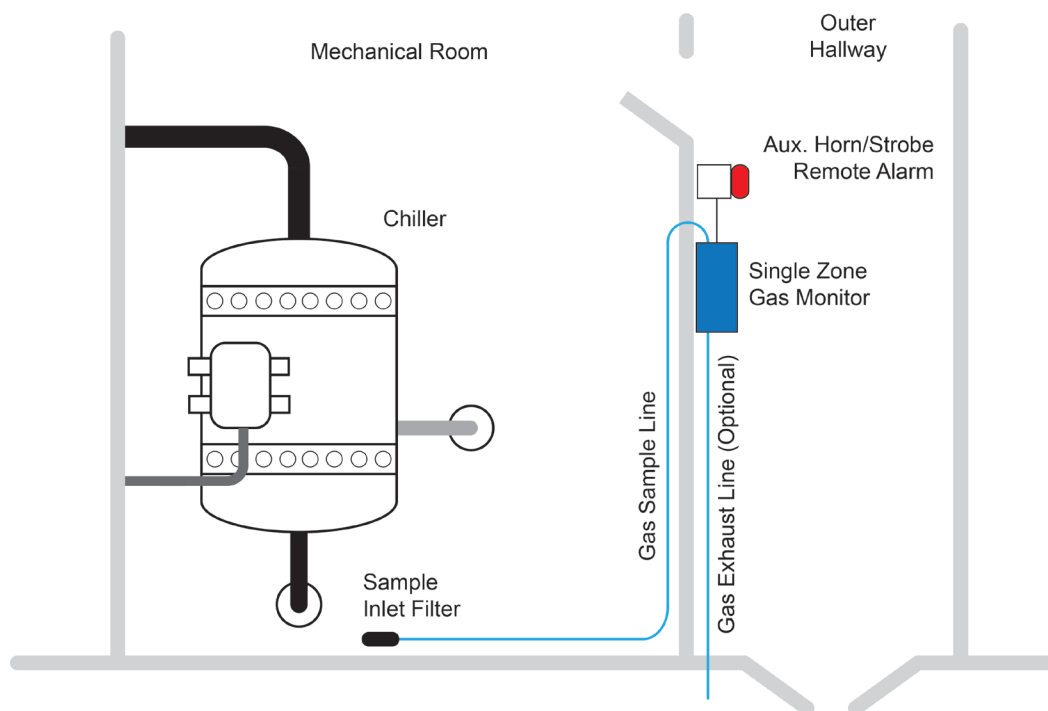 Mechanical Room
Outer
Hallway
Aux. Horn/Strobe
Remote Alarm
Chiller
Single Zone
Gas Monitor
Gas Sample Line
Gas Exhaust Line (Optional)
Sample
Inlet Filter